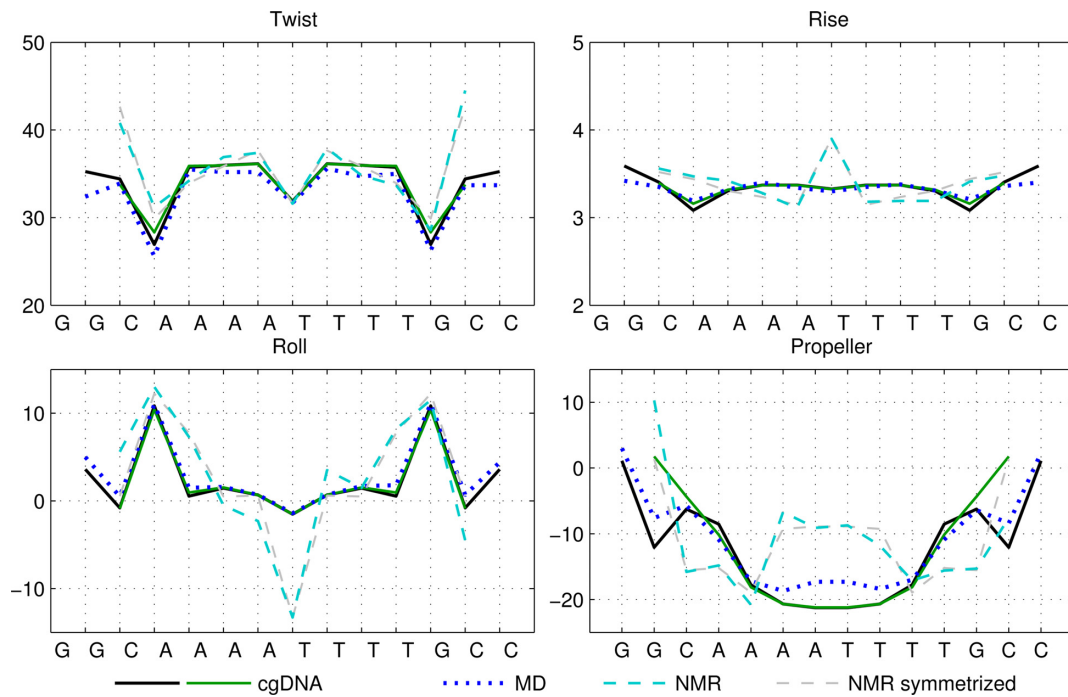 Twist
50
40
30
20
G G C A A A A T T T T G C C
Rise
5
4
3
2
G G C A A A A T T T T G C C
Roll
10
0
−10
G G C A A A A T T T T G C C
Propeller
10
0
−10
−20
G G C A A A A T T T T G C C
cgDNA MD NMR NMR symmetrized